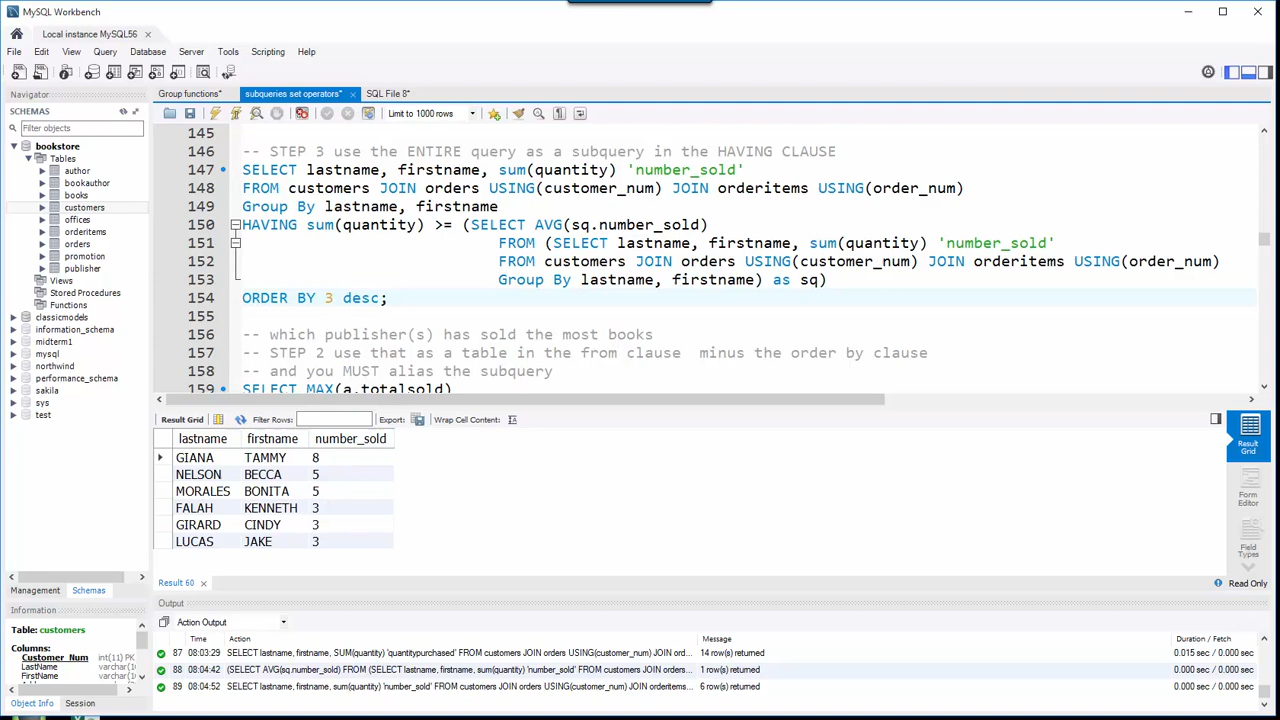 MySQL Workbench
Local instance MySQL56
File Edit View Query Database Server Tools Scripting Help
Navigator
Group functions* subqueries set operators* SQL File 8*
SCHEMAS
Filter objects
Limit to 1000 rows
bookstore
Tables
author
bookauthor
books
customers
offices
orderitems
orders
promotion
publisher
Views
Stored Procedures
Functions
classicmodels
information_schema
midterm1
mysql
northwind
performance_schema
sakila
sys
test
145
146 -- STEP 3 use the ENTIRE query as a subquery in the HAVING CLAUSE
147 SELECT lastname, firstname, sum(quantity) 'number_sold'
148 FROM customers JOIN orders USING(customer_num) JOIN orderitems USING(order_num)
149 Group By lastname, firstname
150 HAVING sum(quantity) >= (SELECT AVG(sq.number_sold)
151 FROM (SELECT lastname, firstname, sum(quantity) 'number_sold'
152 FROM customers JOIN orders USING(customer_num) JOIN orderitems USING(order_num)
153 Group By lastname, firstname) as sq)
154 ORDER BY 3 desc;
155
156 -- which publisher(s) has sold the most books
157 -- STEP 2 use that as a table in the from clause minus the order by clause
158 -- and you MUST alias the subquery
159 SELECT MAX(a.totalsold)
Result Grid Filter Rows: Export: Wrap Cell Content:
lastname firstname number_sold
GIANA TAMMY 8
NELSON BECCA 5
MORALES BONITA 5
FALAH KENNETH 3
GIRARD CINDY 3
LUCAS JAKE 3
Result Grid
Form Editor
Field Types
Result 60
Read Only
Management Schemas
Information
Table: customers
Columns:
Customer_Num int(11) PK
LastName varchar(1
FirstName varchar(1
Object Info Session
Output
Action Output
Time Action Message Duration / Fetch
87 08:03:29 SELECT lastname, firstname, SUM(quantity) 'quantitypurchased' FROM customers JOIN orders USING(customer_num) JOIN ord... 14 row(s) returned 0.015 sec / 0.000 sec
88 08:04:42 (SELECT AVG(sq.number_sold) FROM (SELECT lastname, firstname, sum(quantity) 'number_sold' FROM customers JOIN ord... 1 row(s) returned 0.000 sec / 0.000 sec
89 08:04:52 SELECT lastname, firstname, sum(quantity) 'number_sold' FROM customers JOIN orders USING(customer_num) JOIN orderitems... 6 row(s) returned 0.000 sec / 0.000 sec